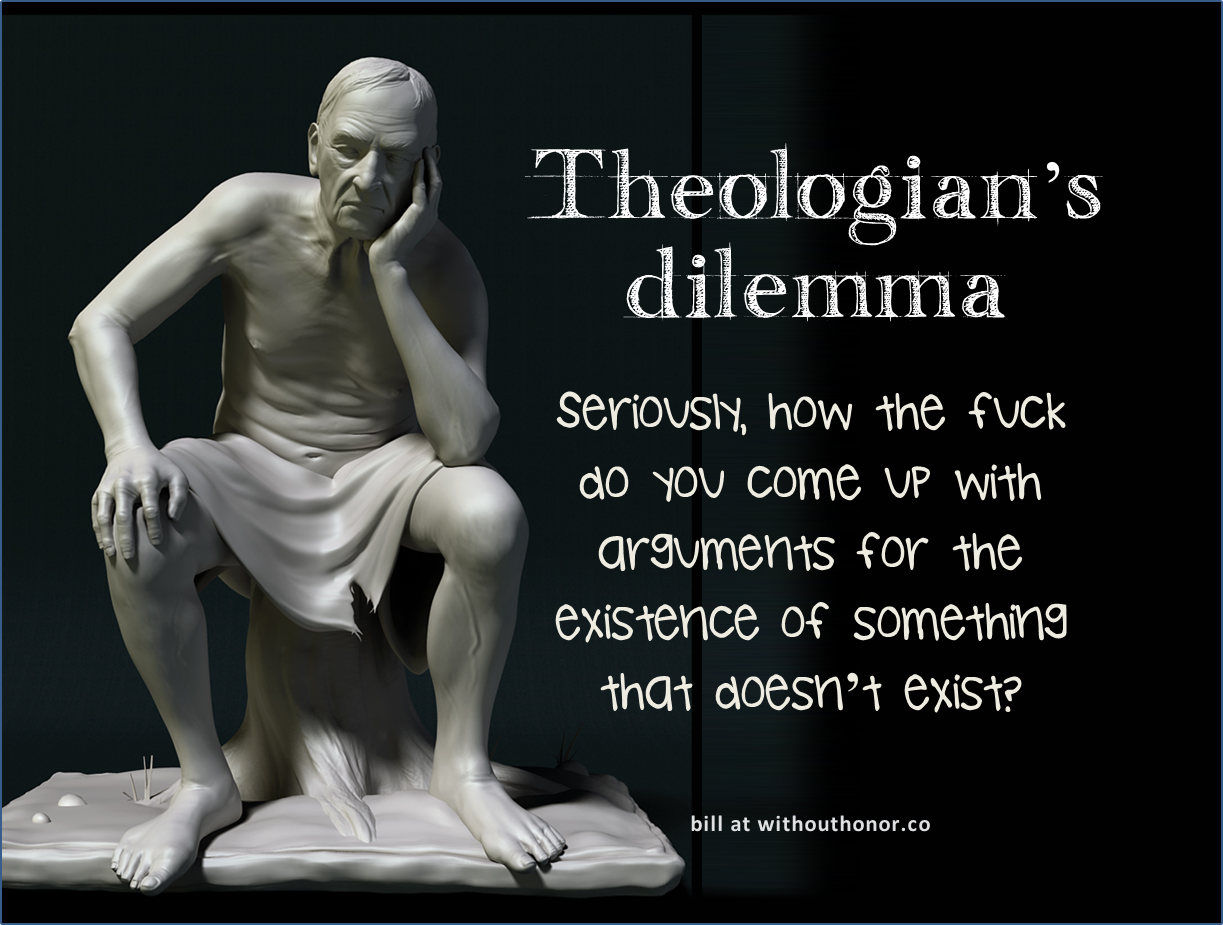 Theologian’s
dilemma
Seriously, how the fuck
do you come up with
arguments for the
existence of something
that doesn’t exist?
bill at withouthonor.co